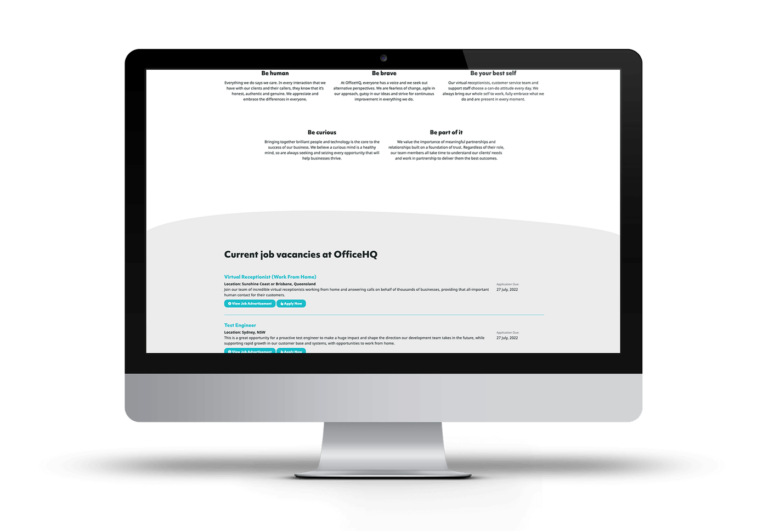 Be human
Everything we do says we care. In every interaction that we
have with our clients and their callers, they know that it's
honest, authentic and genuine. We appreciate and
embrace the differences in everyone.
Be brave
At OfficeHQ, everyone has a voice and we seek out
alternative perspectives. We are fearless of change, agile in
our approach, gutsy in our ideas and strive for continuous
improvement in everything we do.
Be your best self
Our virtual receptionists, customer service team and
support staff choose a can-do attitude every day. We
always bring our whole self to work, fully embrace what we
do and are present in every moment.
Be curious
Bringing together brilliant people and technology is the core to the
success of our business. We believe a curious mind is a healthy
mind, so are always seeking and seizing every opportunity that will
help businesses thrive.
Be part of it
We value the importance of meaningful partnerships and
relationships built on a foundation of trust. Regardless of their role,
our team members all take time to understand our clients' needs
and work in partnership to deliver them the best outcomes.
Current job vacancies at OfficeHQ
Virtual Receptionist (Work From Home)
Location: Sunshine Coast or Brisbane, Queensland
Join our team of incredible virtual receptionists working from home and answering calls on behalf of thousands of businesses, providing that all important
human contact for their customers.
Application
27 July, 2022
View Job Advertisement
Apply Now
Test Engineer
Location: Sydney, NSW
This is a great opportunity for a proactive test engineer to make a huge impact and shape the direction our development team takes in the future, while
supporting rapid growth in our customer base and systems, with opportunities to work from home.
Application
27 July, 2022
View Job Advertisement
Apply Now